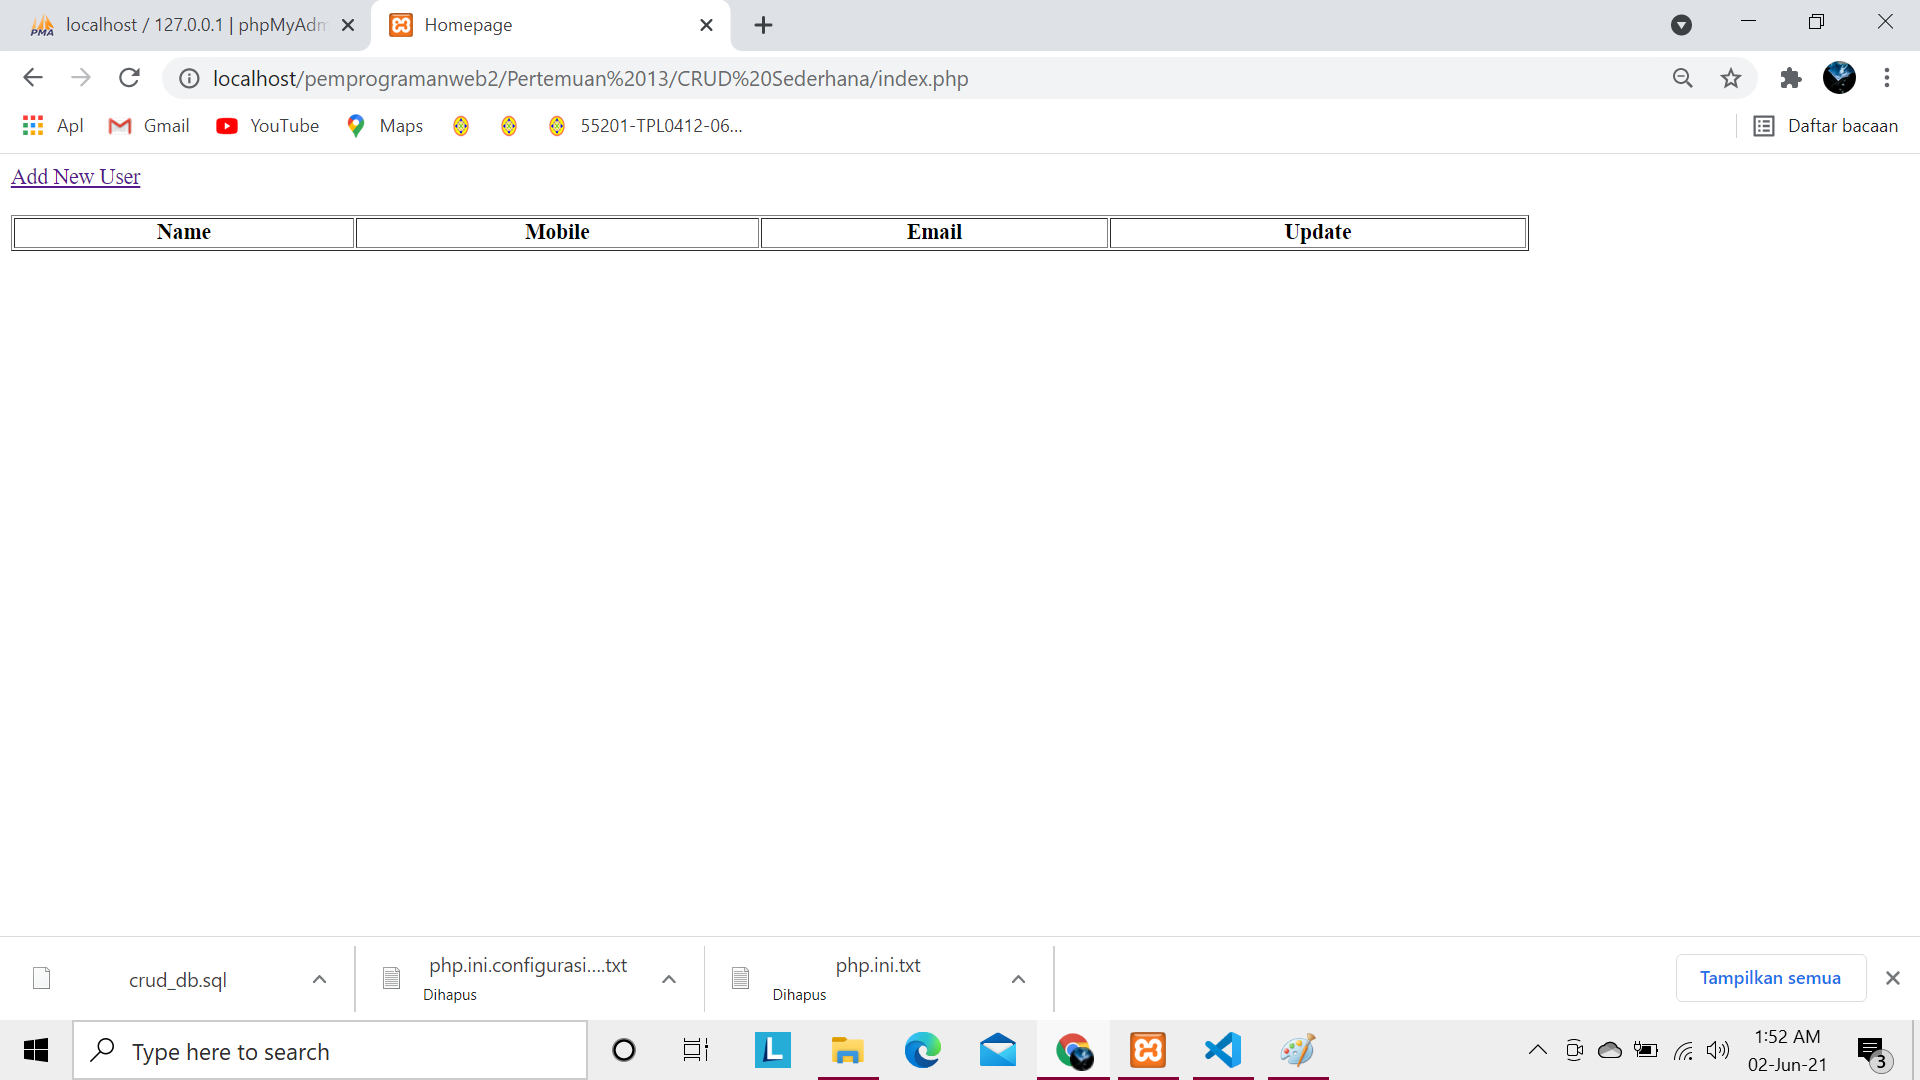 localhost / 127.0.0.1 | phpMyAdm
Homepage
localhost/pemprogramanweb2/Pertemuan%2013/CRUD%20Sederhana/index.php
Apl
Gmail
YouTube
Maps
55201-TPL0412-06...
Daftar bacaan
Add New User
Name Mobile Email Update
crud_db.sql
php.ini.configurasi....txt
Dihapus
php.ini.txt
Dihapus
Tampilkan semua
Type here to search
1:52 AM
02-Jun-21
3